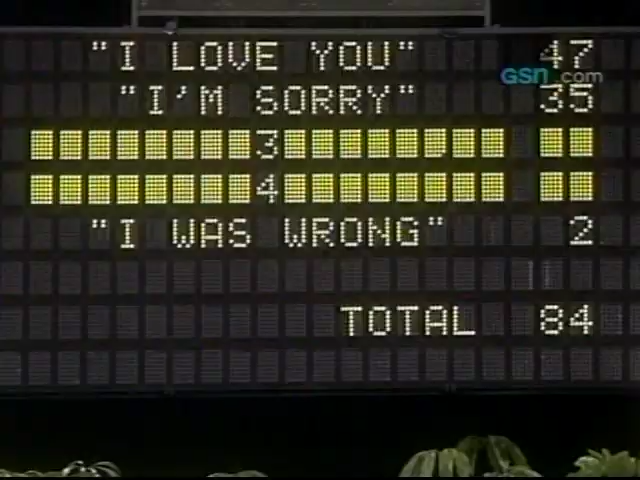 "I LOVE YOU" 47
GSN.com
"I'M SORRY" 35
3
4
"I WAS WRONG" 2
TOTAL 84